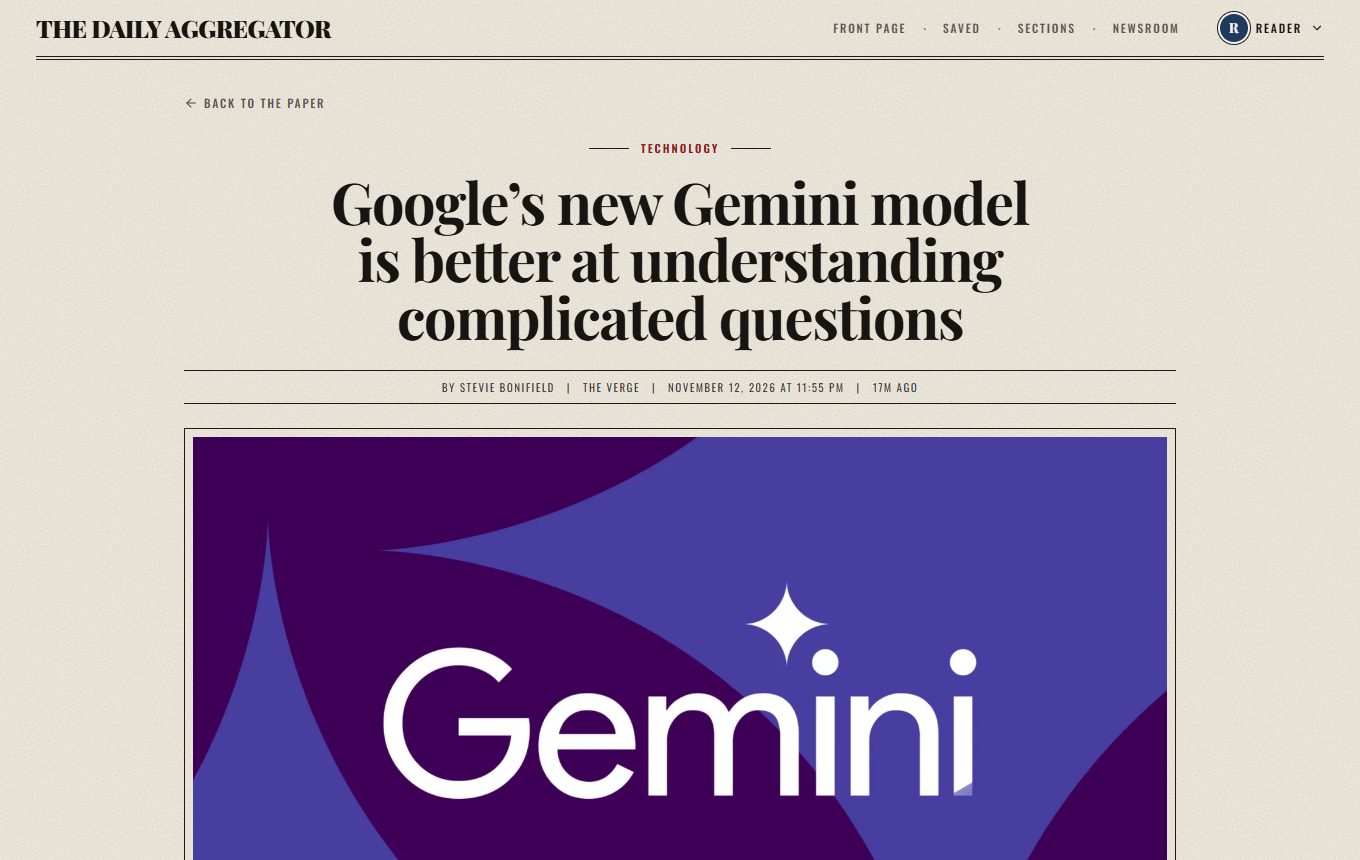 THE DAILY AGGREGATOR
FRONT PAGE · SAVED · SECTIONS · NEWSROOM
R READER
← BACK TO THE PAPER
TECHNOLOGY
Google’s new Gemini model
is better at understanding
complicated questions
BY STEVIE BONIFIELD | THE VERGE | NOVEMBER 12, 2026 AT 11:55 PM | 17M AGO
Gemini